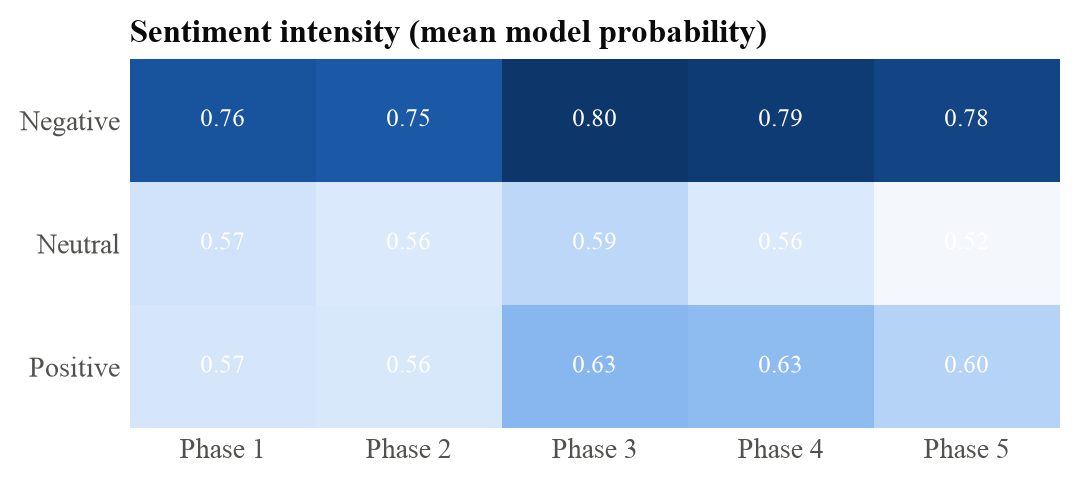 Sentiment intensity (mean model probability)
Negative 0.76 0.75 0.80 0.79 0.78
Neutral 0.57 0.56 0.59 0.56 0.52
Positive 0.57 0.56 0.63 0.63 0.60
Phase 1 Phase 2 Phase 3 Phase 4 Phase 5